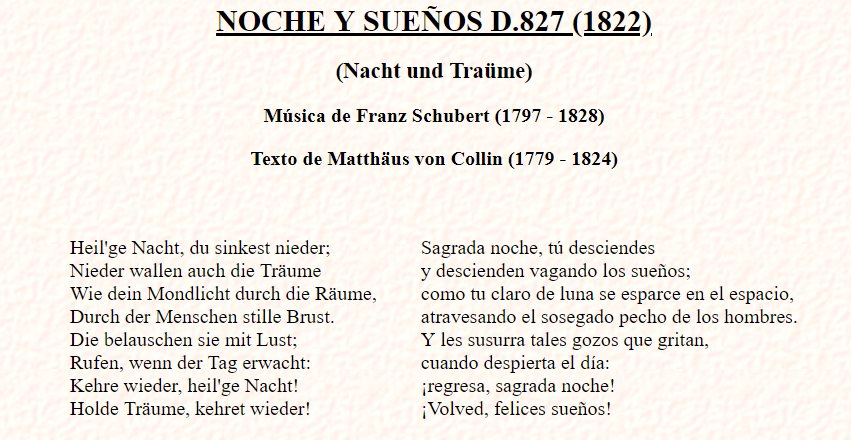 NOCHE Y SUEÑOS D.827 (1822)
(Nacht und Traüme)
Música de Franz Schubert (1797 - 1828)
Texto de Matthäus von Collin (1779 - 1824)
Heil'ge Nacht, du sinkest nieder;
Nieder wallen auch die Träume
Wie dein Mondlicht durch die Räume,
Durch der Menschen stille Brust.
Die belauschen sie mit Lust;
Rufen, wenn der Tag erwacht:
Kehre wieder, heil'ge Nacht!
Holde Träume, kehret wieder!
Sagrada noche, tú desciendes
y descienden vagando los sueños;
como tu claro de luna se esparce en el espacio,
atravesando el sosegado pecho de los hombres.
Y les susurra tales gozos que gritan,
cuando despierta el día:
¡regresa, sagrada noche!
¡Volved, felices sueños!